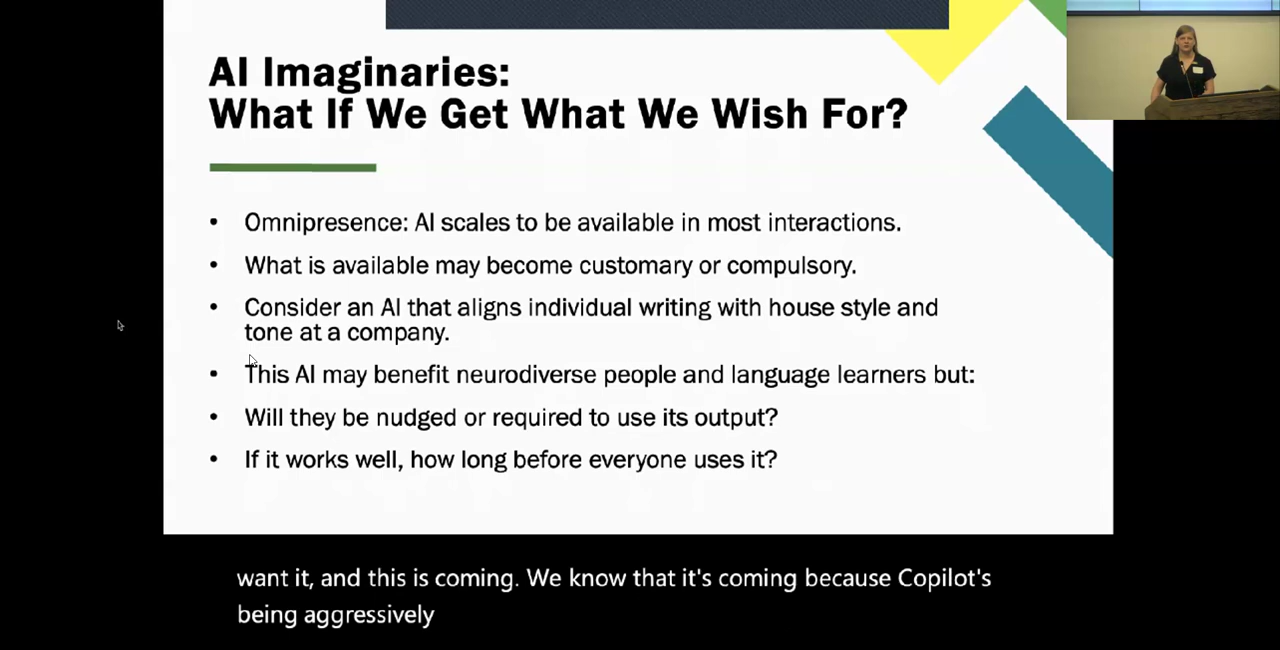 AI Imaginaries:
What If We Get What We Wish For?
• Omnipresence: AI scales to be available in most interactions.
• What is available may become customary or compulsory.
• Consider an AI that aligns individual writing with house style and
tone at a company.
• This AI may benefit neurodiverse people and language learners but:
• Will they be nudged or required to use its output?
• If it works well, how long before everyone uses it?
want it, and this is coming. We know that it's coming because Copilot's
being aggressively